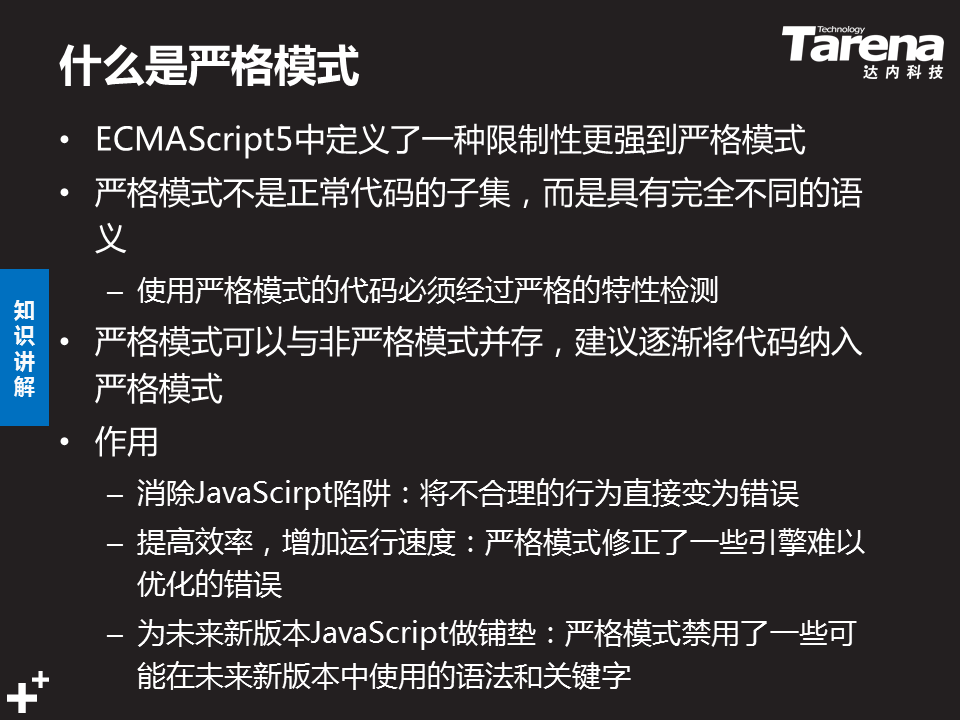 什么是严格模式
Technology
Tarena
达内科技
• ECMAScript5中定义了一种限制性更强到严格模式
• 严格模式不是正常代码的子集，而是具有完全不同的语
义
– 使用严格模式的代码必须经过严格的特性检测
知识讲解
• 严格模式可以与非严格模式并存，建议逐渐将代码纳入
严格模式
• 作用
– 消除JavaScirpt陷阱：将不合理的行为直接变为错误
– 提高效率，增加运行速度：严格模式修正了一些引擎难以
优化的错误
– 为未来新版本JavaScript做铺垫：严格模式禁用了一些可
能在未来新版本中使用的语法和关键字